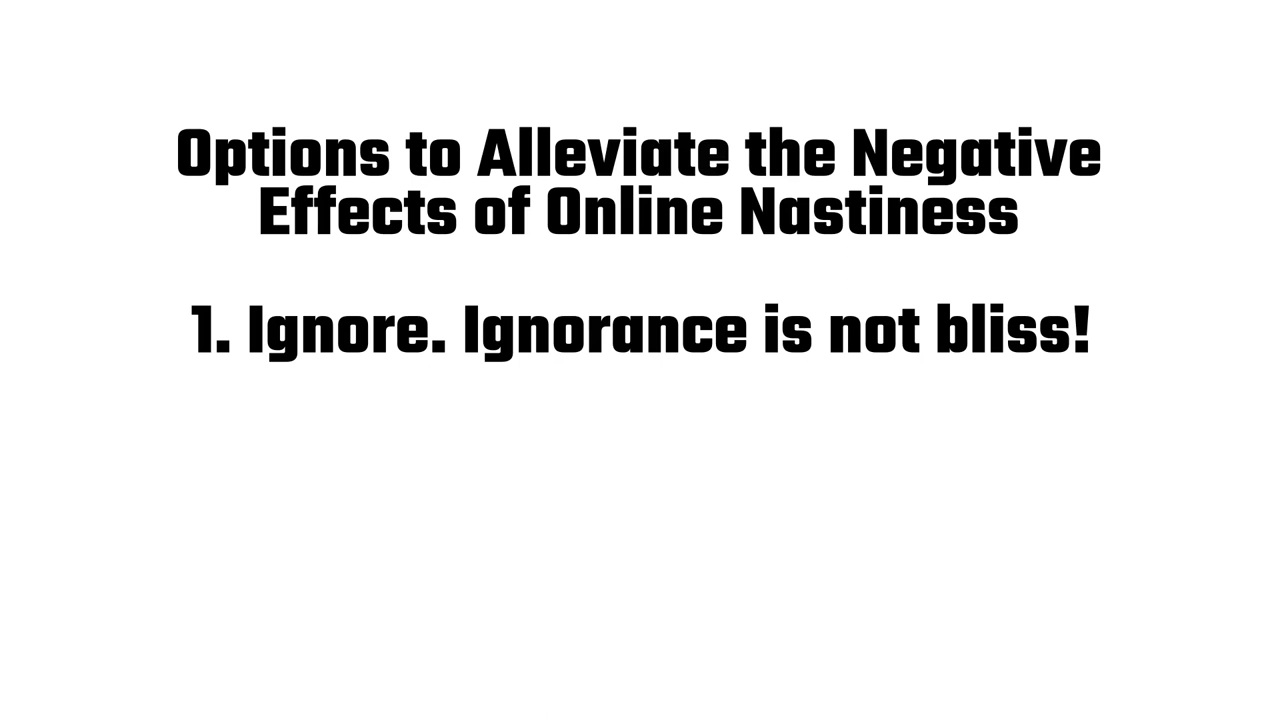 Options to Alleviate the Negative
Effects of Online Nastiness
1. Ignore. Ignorance is not bliss!